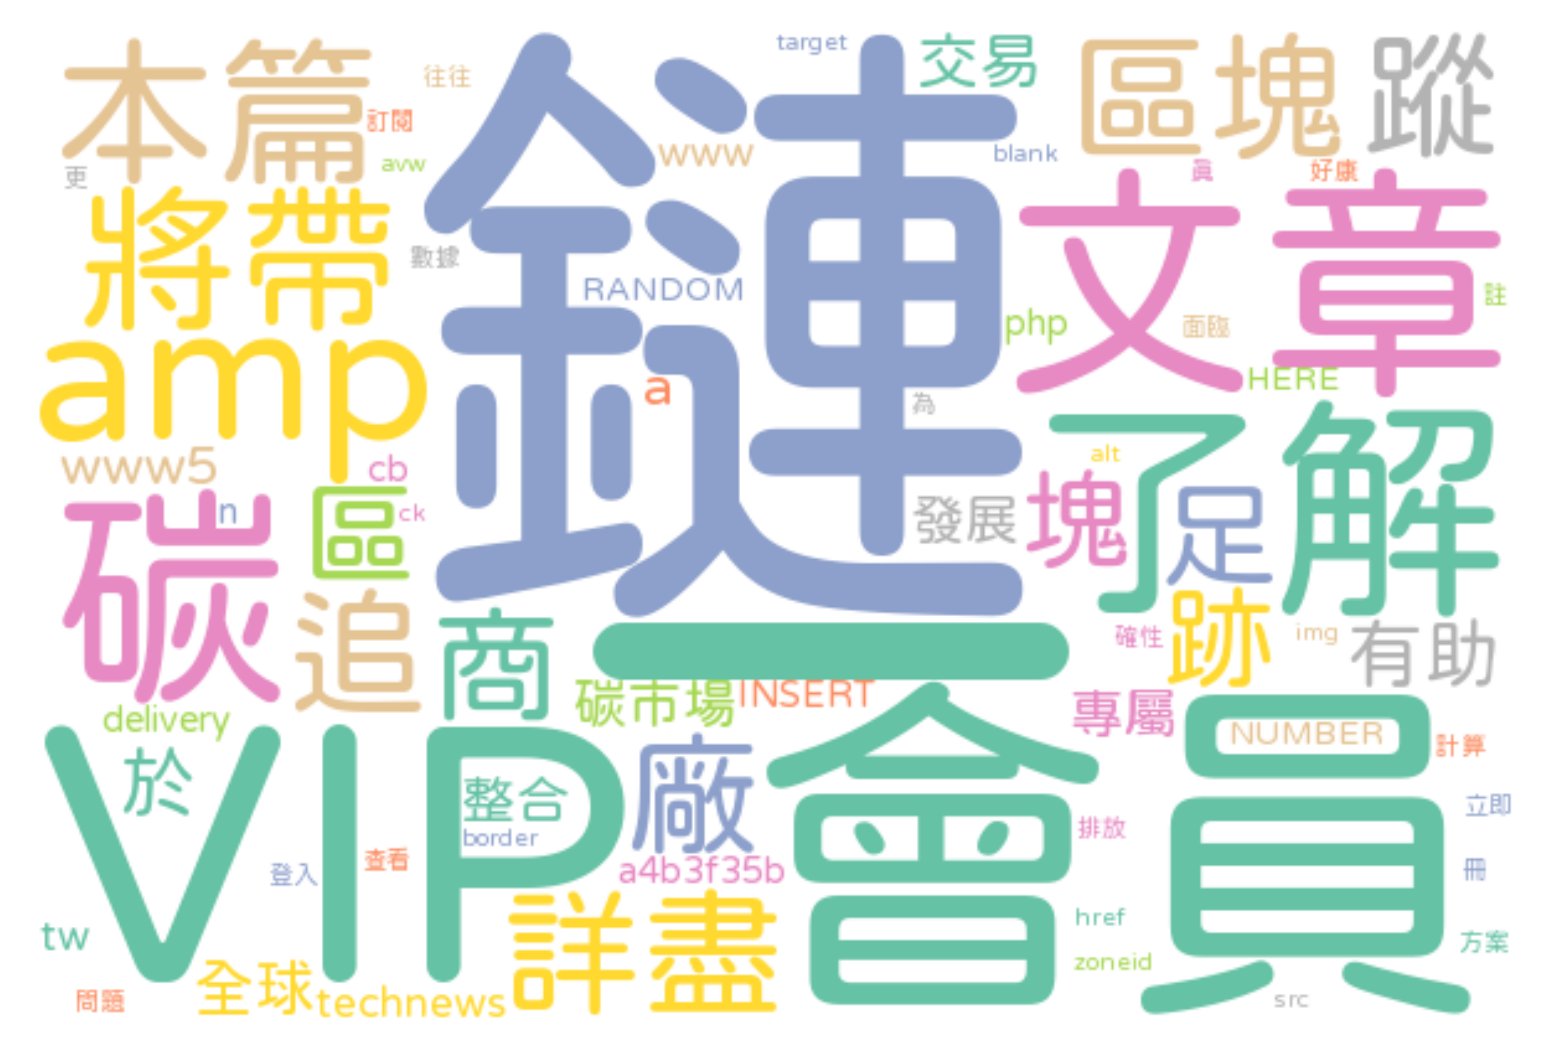 target
交易
本篇
往往
區塊
蹤
鏈
訂閱
www
blank
avw
更
真
好康
將帶
文章
數據
RANDOM
註
php
面臨
amp
HERE
a
為
了解
www5
cb
alt
碳
n
區
ck
發展
塊
足
追
跡
商
一
確性
img
有助
碳市場
INSERT
專屬
delivery
VIP
會員
NUMBER
計算
於
廠
整合
立即
border
排放
登入
查看
a4b3f35b
冊
詳盡
href
tw
方案
全球
zoneid
問題
technews
src